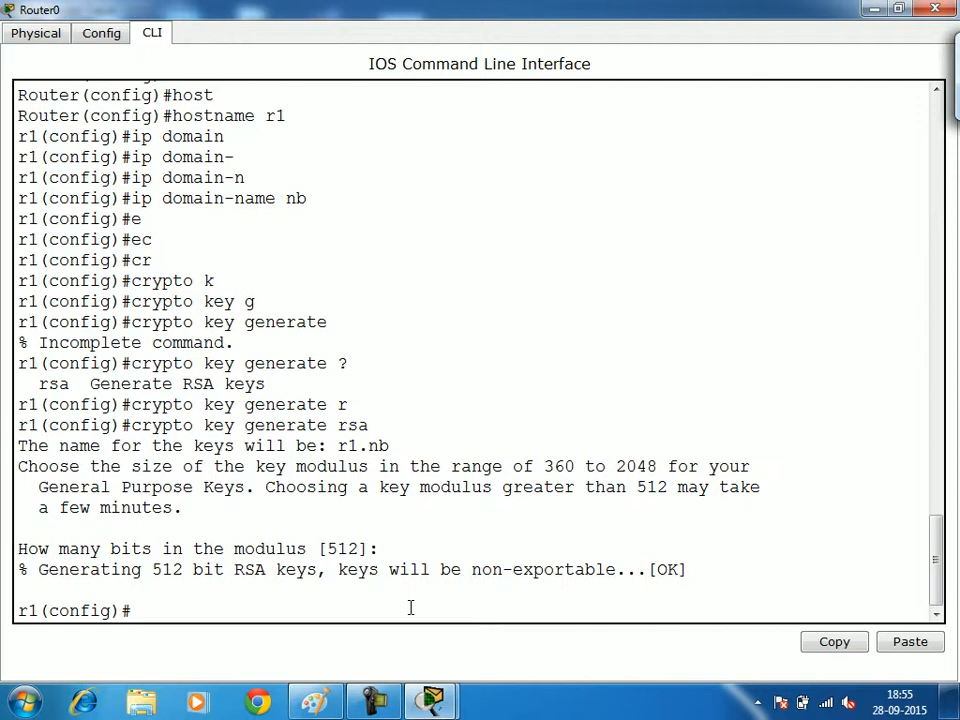 Router0
Physical
Config
CLI
IOS Command Line Interface
Router(config)#host
Router(config)#hostname r1
r1(config)#ip domain
r1(config)#ip domain-
r1(config)#ip domain-n
r1(config)#ip domain-name nb
r1(config)#e
r1(config)#ec
r1(config)#cr
r1(config)#crypto k
r1(config)#crypto key g
r1(config)#crypto key generate
% Incomplete command.
r1(config)#crypto key generate ?
rsa  Generate RSA keys
r1(config)#crypto key generate r
r1(config)#crypto key generate rsa
The name for the keys will be: r1.nb
Choose the size of the key modulus in the range of 360 to 2048 for your
General Purpose Keys. Choosing a key modulus greater than 512 may take
a few minutes.
How many bits in the modulus [512]:
% Generating 512 bit RSA keys, keys will be non-exportable...[OK]
r1(config)#
Copy
Paste
18:55
28-09-2015